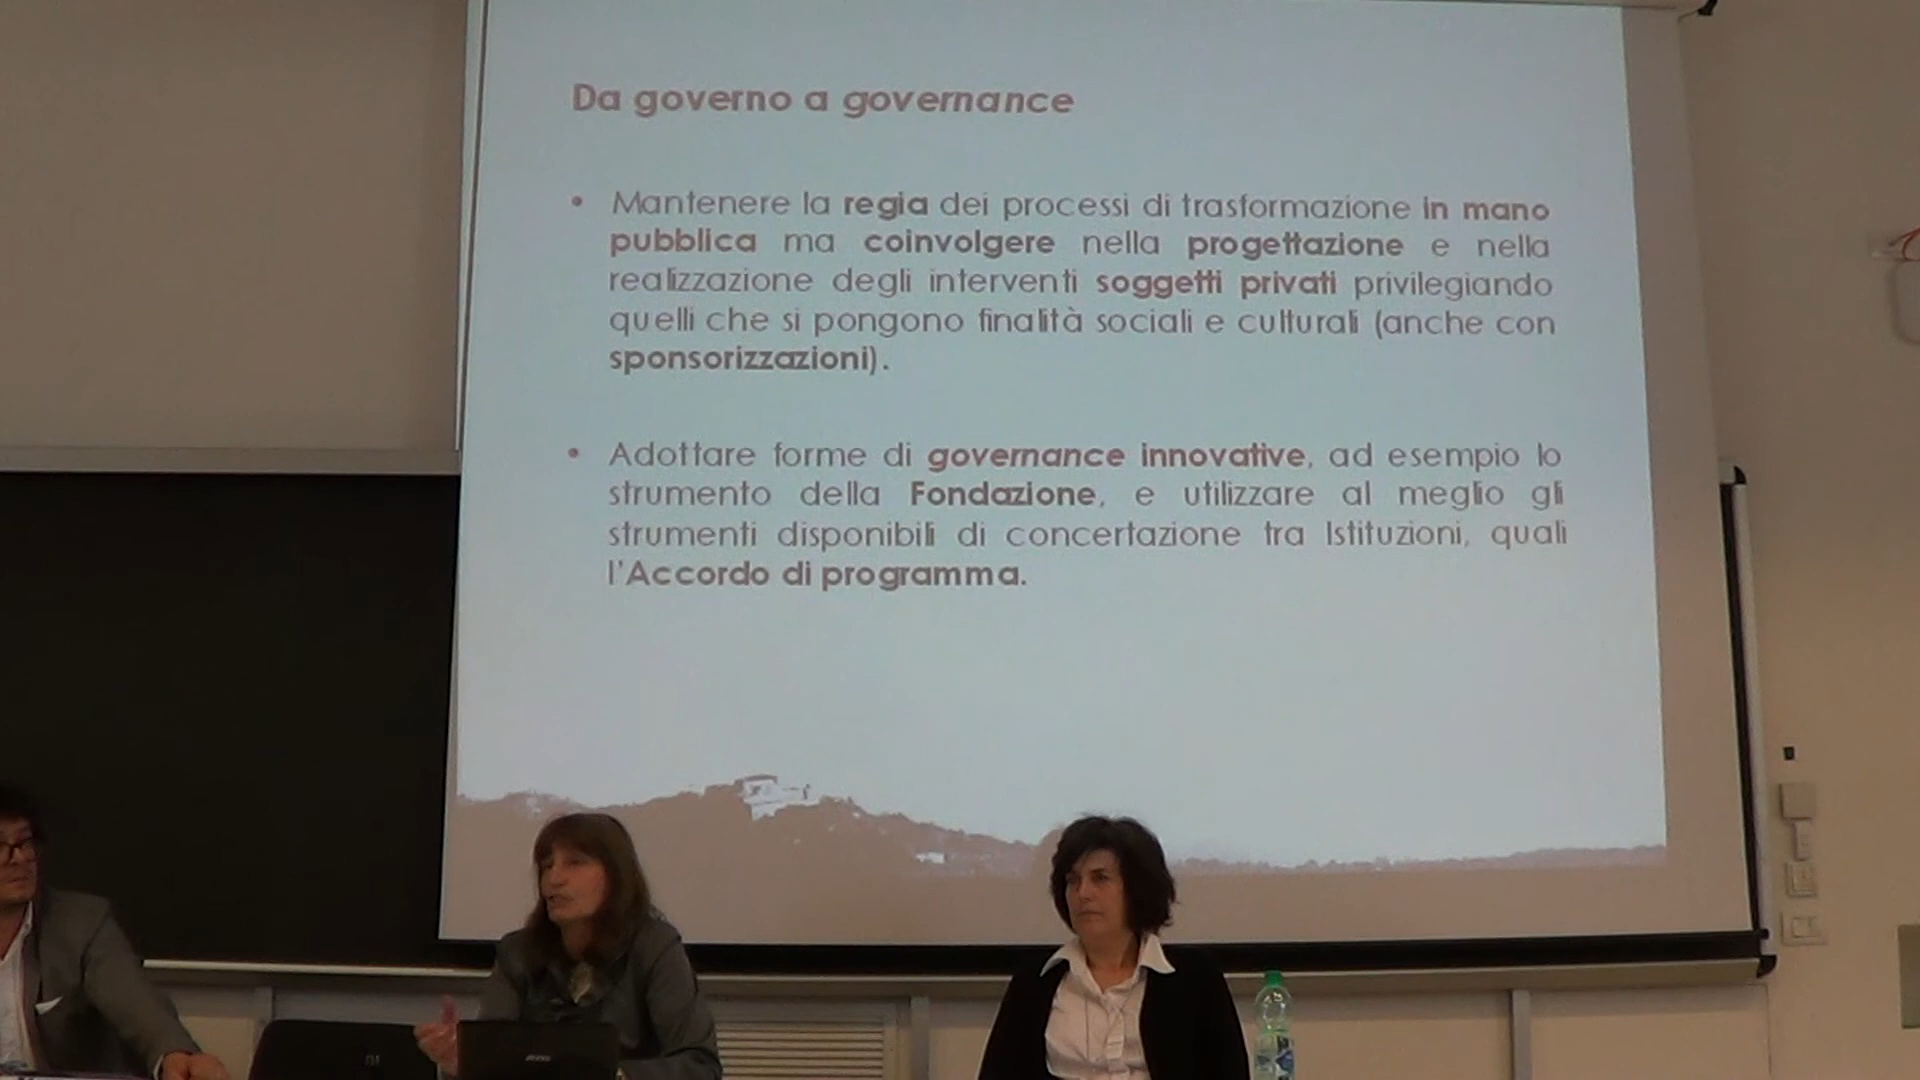 Da governo a governance
• Mantenere la regia dei processi di trasformazione in mano
pubblica ma coinvolgere nella progettazione e nella
realizzazione degli interventi soggetti privati privilegiando
quelli che si pongono finalità sociali e culturali (anche con
sponsorizzazioni).
• Adottare forme di governance innovative, ad esempio lo
strumento della Fondazione, e utilizzare al meglio gli
strumenti disponibili di concertazione tra Istituzioni, quali
l'Accordo di programma.